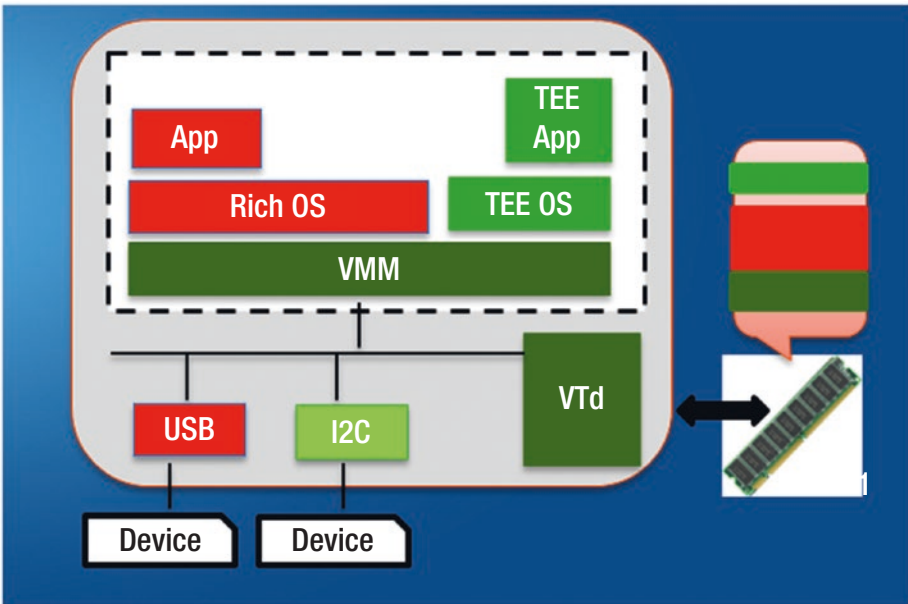 TEE
App
App
Rich OS
TEE OS
VMM
VTd
USB
I2C
1
Device
Device